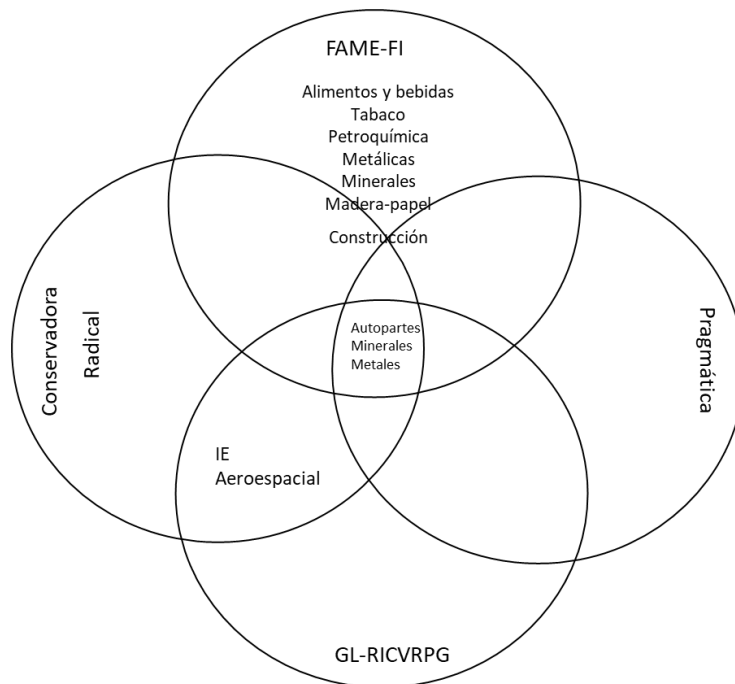 FAME-FI
Alimentos y bebidas
Tabaco
Petroquímica
Metálicas
Minerales
Madera-papel
Construcción
Conservadora
Radical
Autopartes
Minerales
Metales
Pragmática
IE
Aeroespacial
GL-RICVRPG